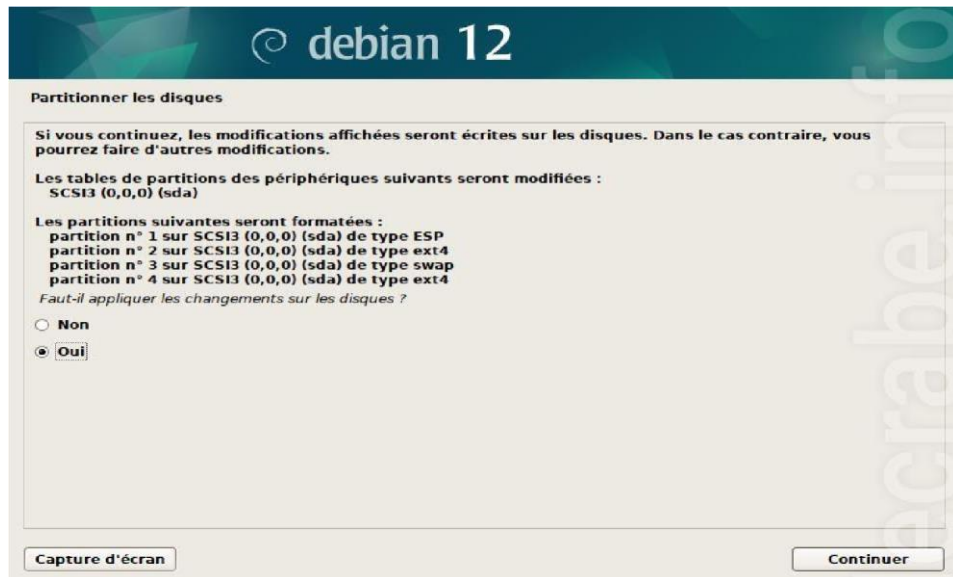 debian 12
Partitionner les disques
Si vous continuez, les modifications affichées seront écrites sur les disques. Dans le cas contraire, vous
pourrez faire d'autres modifications.
Les tables de partitions des périphériques suivants seront modifiées :
SCSI3 (0,0,0) (sda)
Les partitions suivantes seront formatées :
partition n° 1 sur SCSI3 (0,0,0) (sda) de type ESP
partition n° 2 sur SCSI3 (0,0,0) (sda) de type ext4
partition n° 3 sur SCSI3 (0,0,0) (sda) de type swap
partition n° 4 sur SCSI3 (0,0,0) (sda) de type ext4
Faut-il appliquer les changements sur les disques ?
Non
Oui
Capture d'écran
Continuer
ecrabe.info